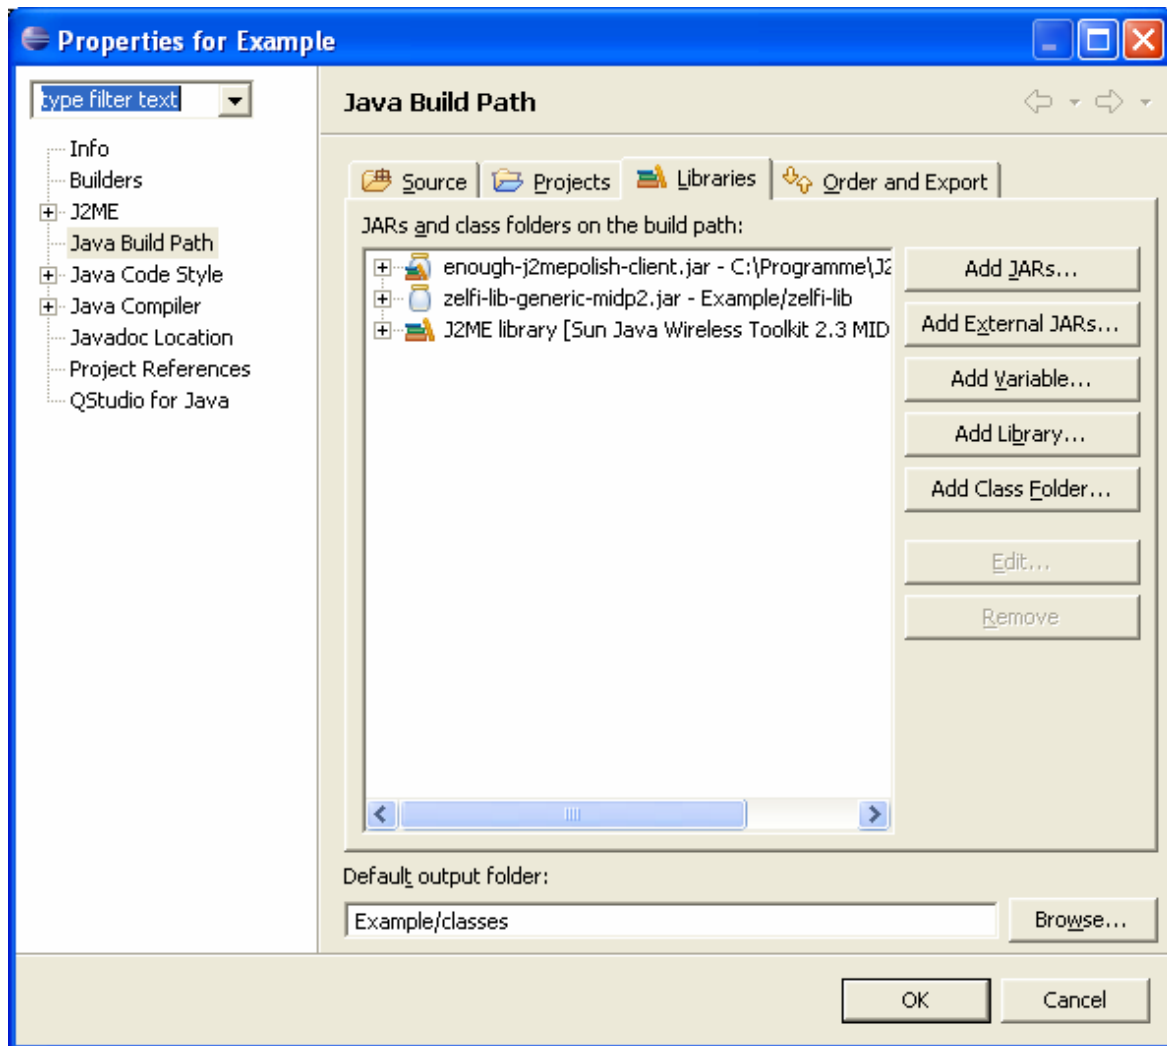 Properties for Example
type filter text
Info
Builders
J2ME
Java Build Path
Java Code Style
Java Compiler
Javadoc Location
Project References
QStudio for Java
Java Build Path
Source
Projects
Libraries
Order and Export
JARs and class folders on the build path:
enough-j2mepolish-client.jar - C:\Programme\J2
zelfi-lib-generic-midp2.jar - Example/zelfi-lib
J2ME library [Sun Java Wireless Toolkit 2.3 MID
Add JARs...
Add External JARs...
Add Variable...
Add Library...
Add Class Folder...
Edit...
Remove
Default output folder:
Example/classes
Browse...
OK
Cancel